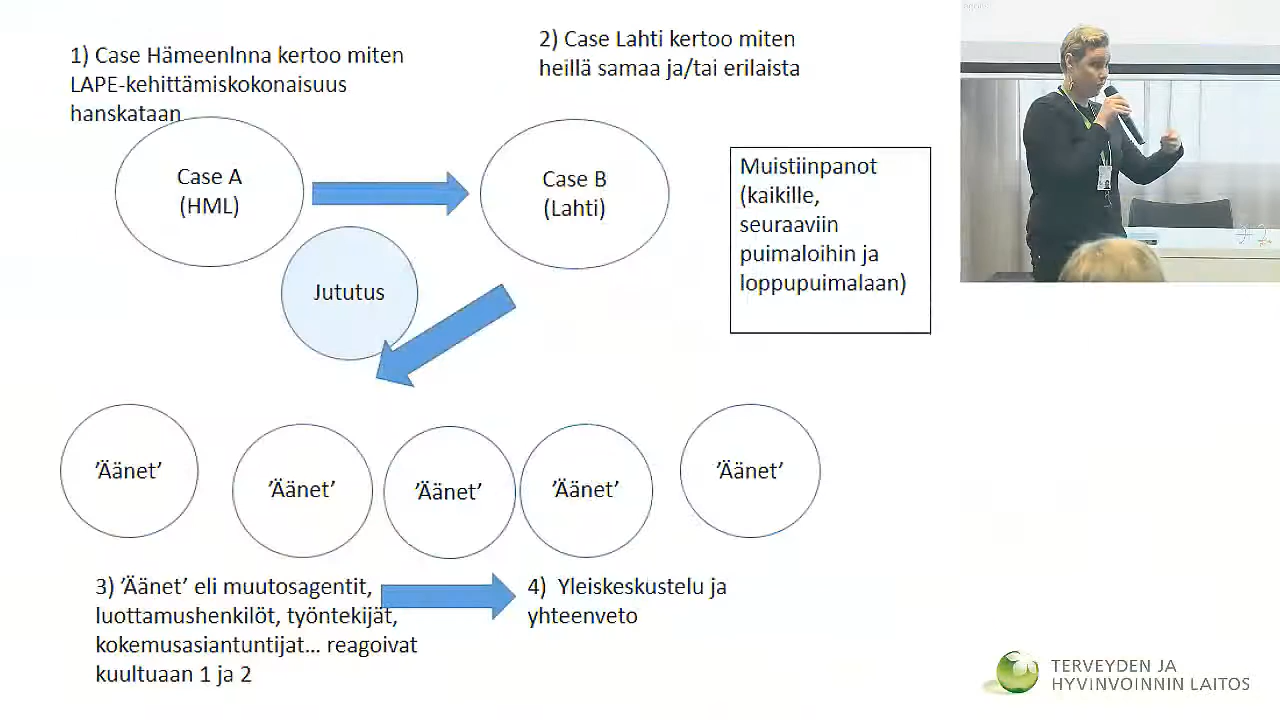 1) Case HämeenInna kertoo miten
LAPE-kehittämiskokonaisuus
hanskataan
2) Case Lahti kertoo miten
heillä samaa ja/tai erilaista
Case A
(HML)
Case B
(Lahti)
Muistiinpanot
(kaikille,
seuraaviin
puimaloihin ja
loppupuimalaan)
Jututus
’Äänet’
’Äänet’
’Äänet’
’Äänet’
’Äänet’
3) ’Äänet’ eli muutosagentit,
luottamushenkilöt, työntekijät,
kokemusasiantuntijat... reagoivat
kuultuaan 1 ja 2
4) Yleiskeskustelu ja
yhteenveto
TERVEYDEN JA
HYVINVOINNIN LAITOS